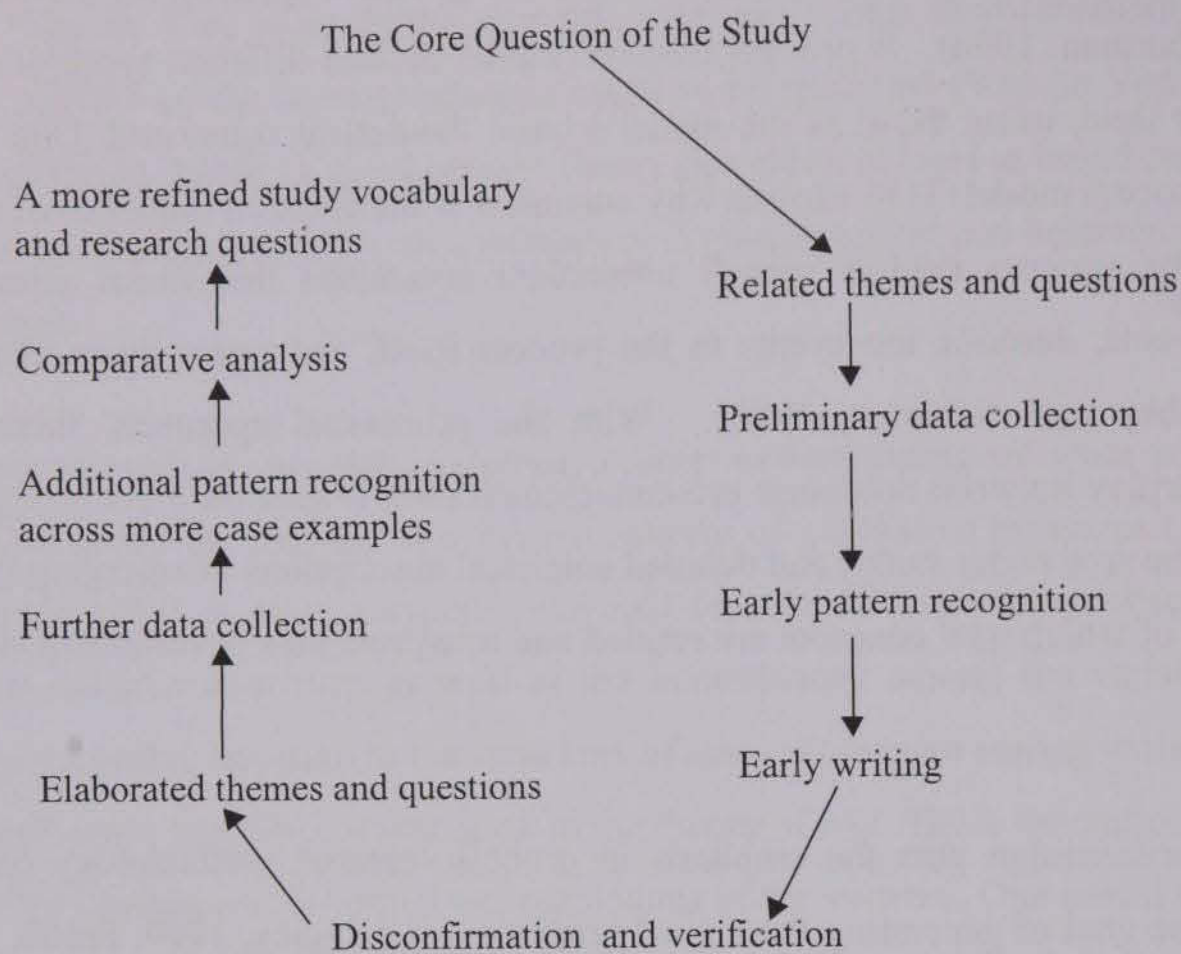 The Core Question of the Study
A more refined study vocabulary
and research questions
Related themes and questions
Comparative analysis
Preliminary data collection
Additional pattern recognition
across more case examples
Early pattern recognition
Further data collection
Early writing
Elaborated themes and questions
Disconfirmation and verification